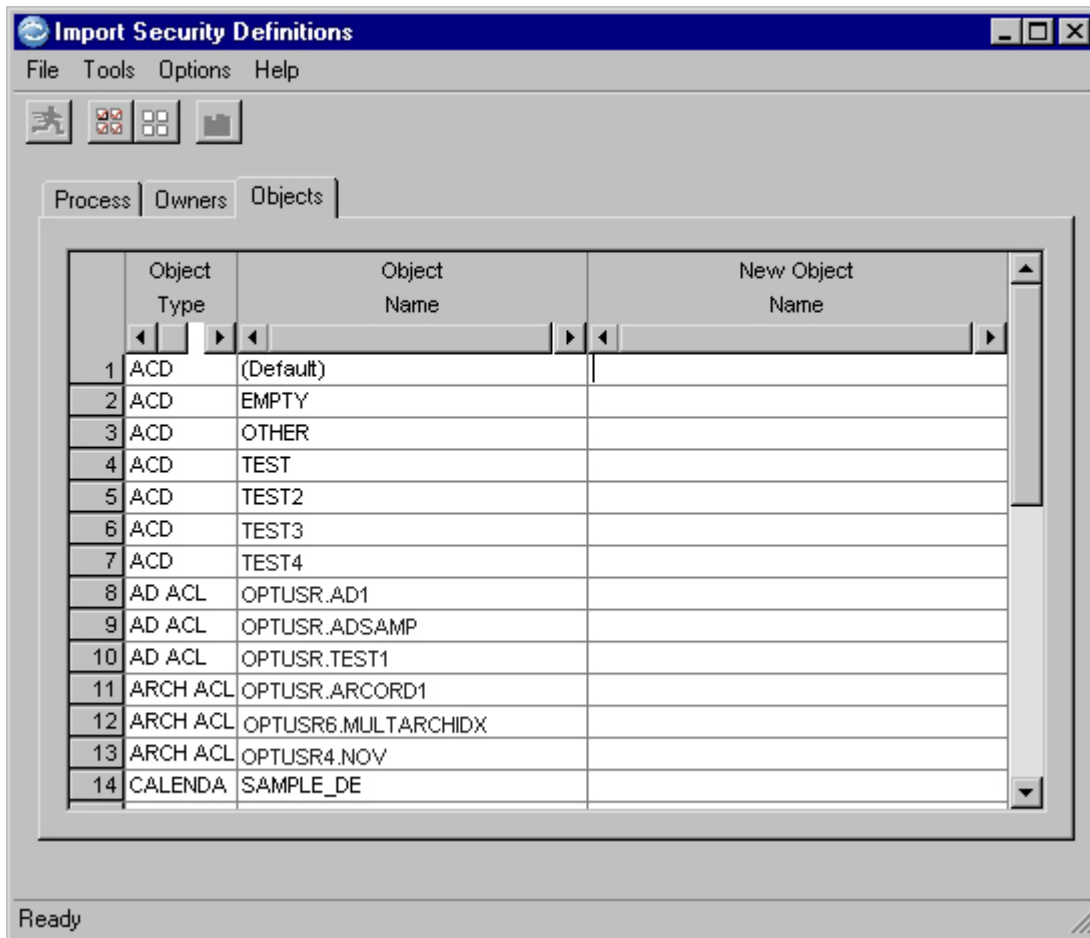 Import Security Definitions
File Tools Options Help
Process Owners Objects
Object Object New Object
Type Name Name
1 ACD (Default)
2 ACD EMPTY
3 ACD OTHER
4 ACD TEST
5 ACD TEST2
6 ACD TEST3
7 ACD TEST4
8 AD ACL OPTUSR.AD1
9 AD ACL OPTUSR.ADSAMP
10 AD ACL OPTUSR.TEST1
11 ARCH ACL OPTUSR.ARCORD1
12 ARCH ACL OPTUSR6.MULTARCHIDX
13 ARCH ACL OPTUSR4.NOV
14 CALENDA SAMPLE_DE
Ready